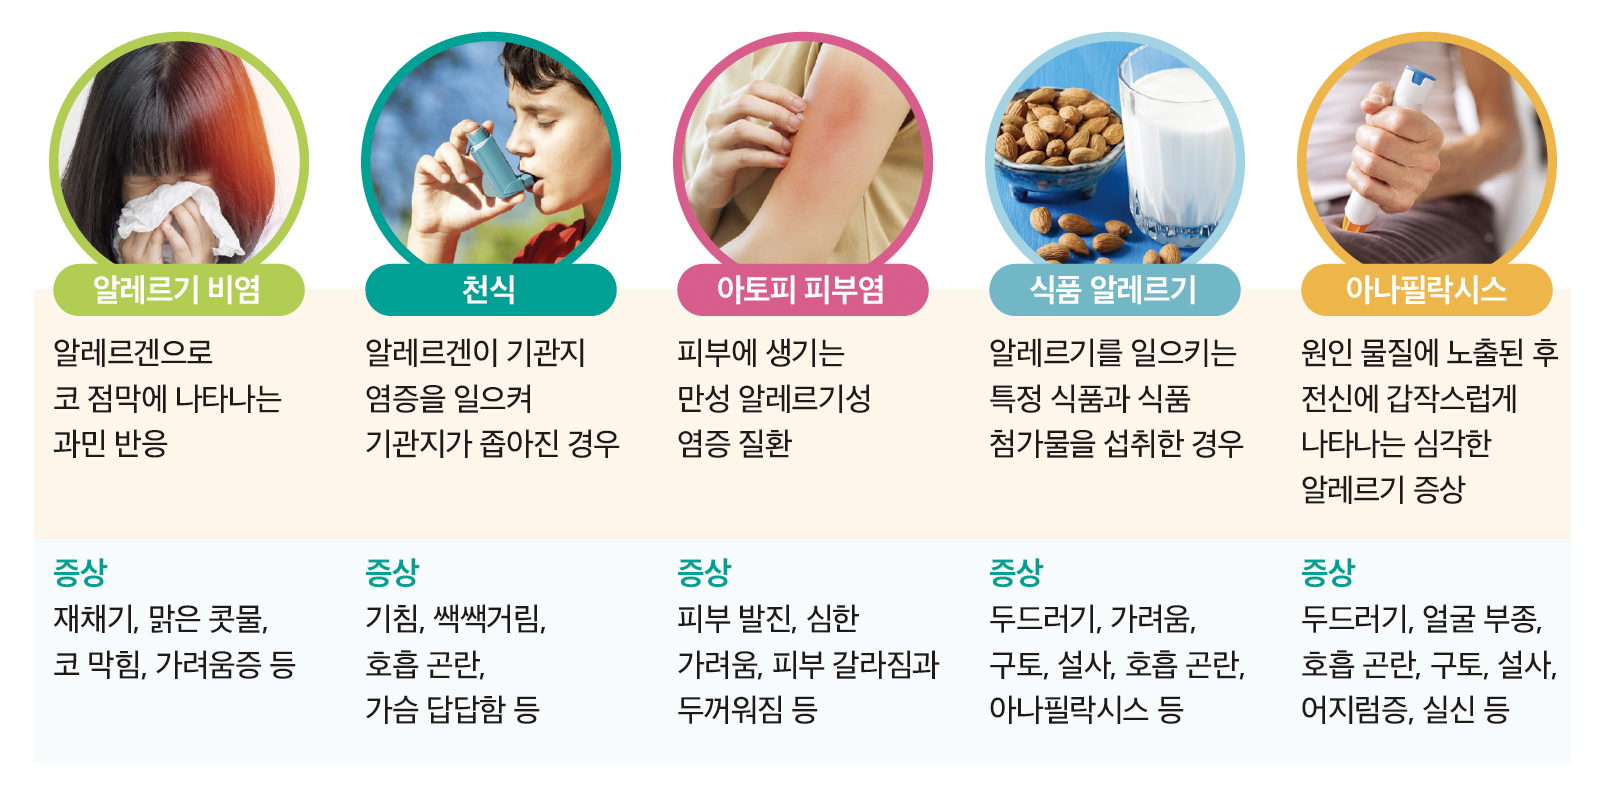 알레르기 비염
알레르겐으로
코 점막에 나타나는
과민 반응
증상
재채기, 맑은 콧물,
코 막힘, 가려움증 등
천식
알레르겐이 기관지
염증을 일으켜
기관지가 좁아진 경우
증상
기침, 쌕쌕거림,
호흡 곤란,
가슴 답답함 등
아토피 피부염
피부에 생기는
만성 알레르기성
염증 질환
증상
피부 발진, 심한
가려움, 피부 갈라짐과
두꺼워짐 등
식품 알레르기
알레르기를 일으키는
특정 식품과 식품
첨가물을 섭취한 경우
증상
두드러기, 가려움,
구토, 설사, 호흡 곤란,
아나필락시스 등
아나필락시스
원인 물질에 노출된 후
전신에 갑작스럽게
나타나는 심각한
알레르기 증상
증상
두드러기, 얼굴 부종,
호흡 곤란, 구토, 설사,
어지럼증, 실신 등